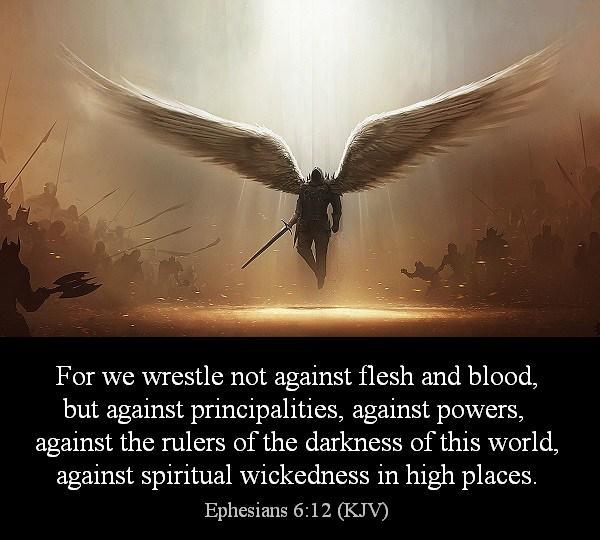 For we wrestle not against flesh and blood,
but against principalities, against powers,
against the rulers of the darkness of this world,
against spiritual wickedness in high places.
Ephesians 6:12 (KJV)